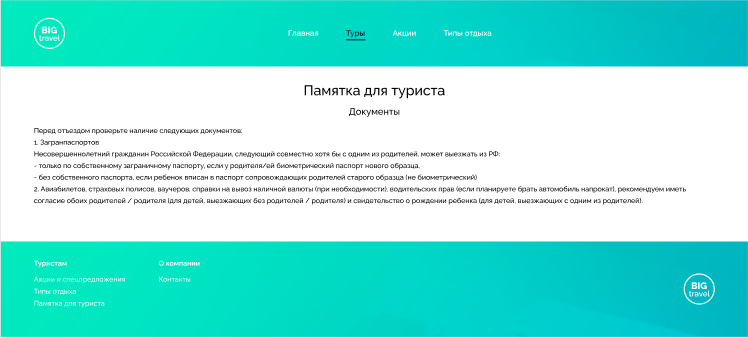 BIG
travel
Главная Туры Акции Типы отдыха
Памятка для туриста
Документы
Перед отъездом проверьте наличие следующих документов:
1. Загранпаспортов
Несовершеннолетний гражданин Российской Федерации, следующий совместно хотя бы с одним из родителей, может выезжать из РФ:
- только по собственному заграничному паспорту, если у родителя/ей биометрический паспорт нового образца.
- без собственного паспорта, если ребенок вписан в паспорт сопровождающих родителей старого образца (не биометрический)
2. Авиабилетов, страховых полисов, ваучеров, справки на вывоз наличной валюты (при необходимости), водительских прав (если планируете брать автомобиль напрокат), рекомендуем иметь
согласие обоих родителей / родителя (для детей, выезжающих без родителей / родителя) и свидетельство о рождении ребенка (для детей, выезжающих с одним из родителей).
Туристам О компании
Акции и спецпредложения Контакты
Типы отдыха
Памятка для туриста
BIG
travel